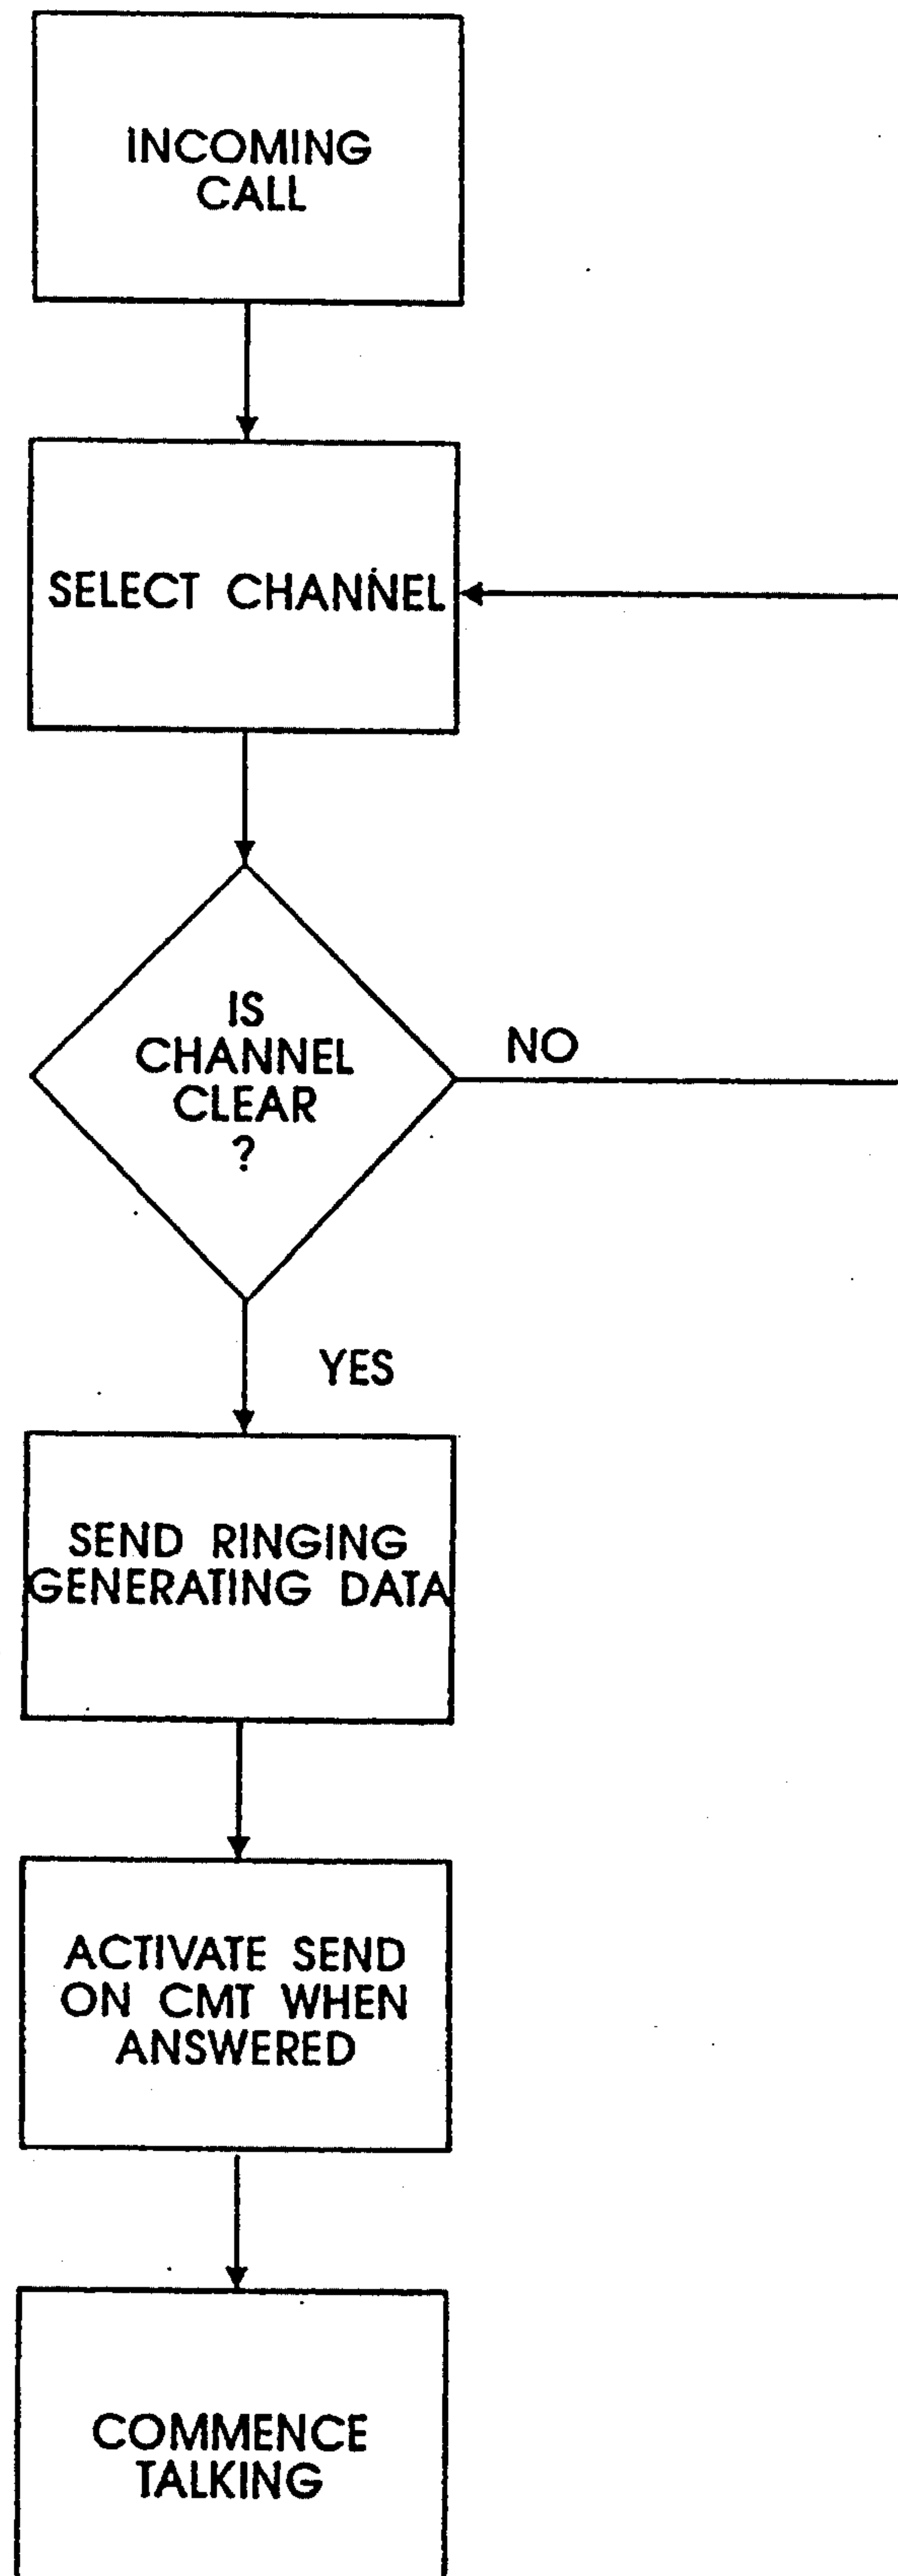 INCOMING
CALL
SELECT CHANNEL
IS
CHANNEL
CLEAR
?
NO
YES
SEND RINGING
GENERATING DATA
ACTIVATE SEND
ON CMT WHEN
ANSWERED
COMMENCE
TALKING